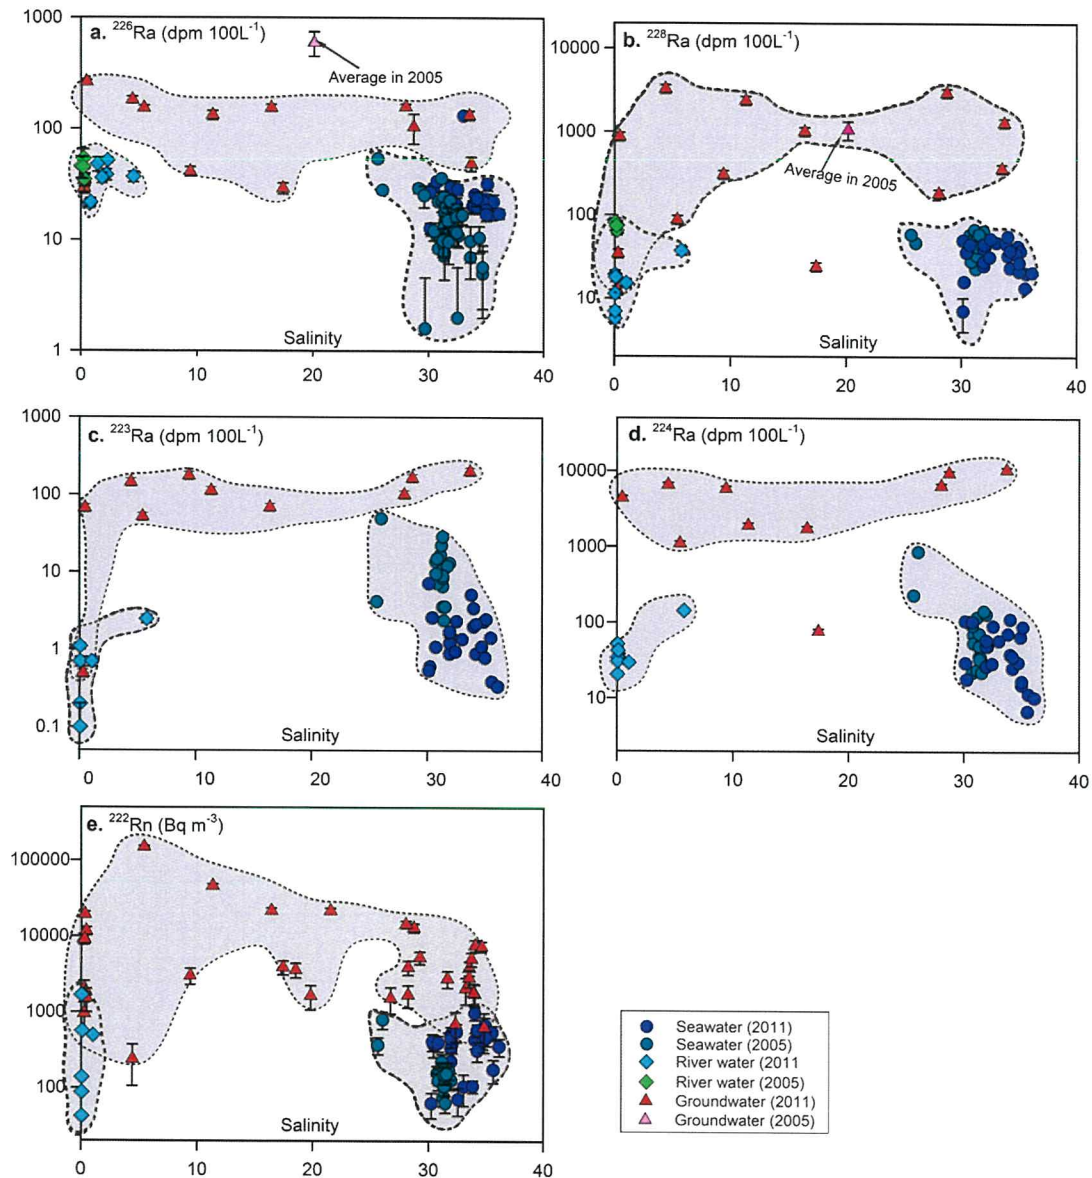 a. ²²⁶Ra (dpm 100L⁻¹)
Average in 2005
1000
100
10
1
Salinity
0 10 20 30 40
b. ²²⁸Ra (dpm 100L⁻¹)
10000
1000
100
10
Average in 2005
Salinity
0 10 20 30 40
c. ²²³Ra (dpm 100L⁻¹)
1000
100
10
1
0.1
Salinity
0 10 20 30 40
d. ²²⁴Ra (dpm 100L⁻¹)
10000
1000
100
10
Salinity
0 10 20 30 40
e. ²²²Rn (Bq m⁻³)
100000
10000
1000
100
Salinity
0 10 20 30 40
Seawater (2011)
Seawater (2005)
River water (2011
River water (2005)
Groundwater (2011)
Groundwater (2005)